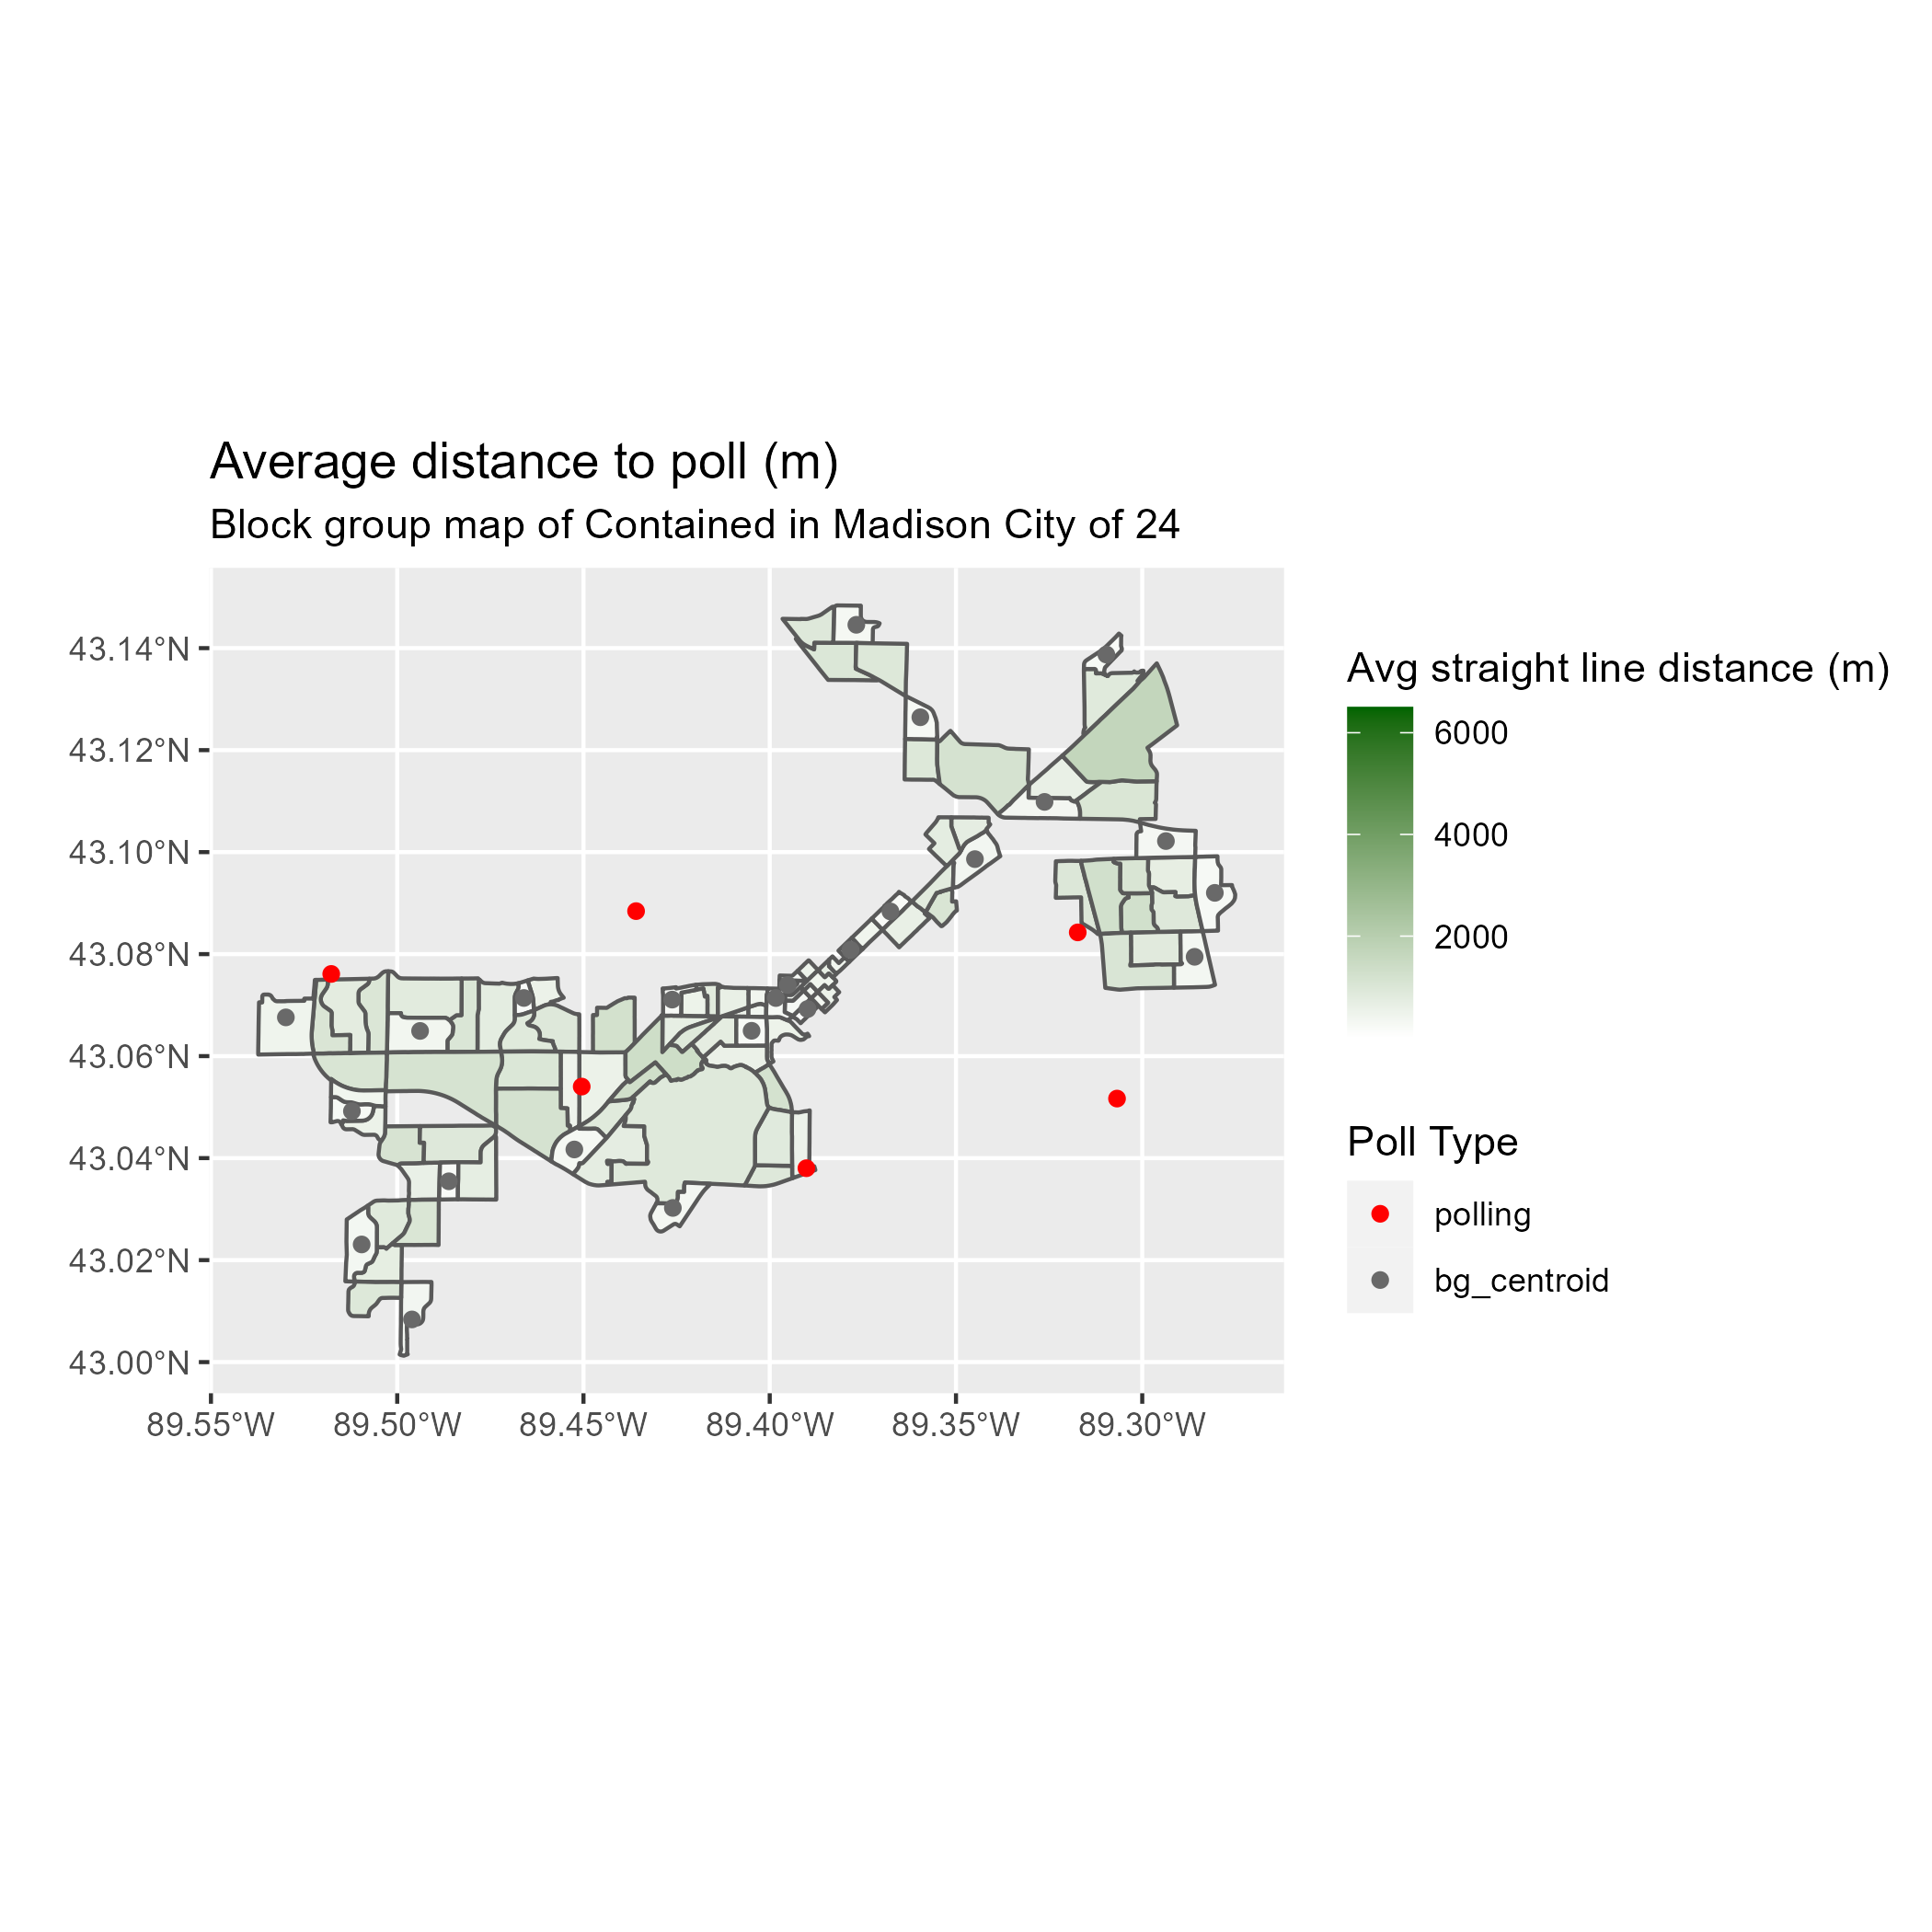 Average distance to poll (m)
Block group map of Contained in Madison City of 24
43.14°N
43.12°N
43.10°N
43.08°N
43.06°N
43.04°N
43.02°N
43.00°N
89.55°W
89.50°W
89.45°W
89.40°W
89.35°W
89.30°W
Avg straight line distance (m)
6000
4000
2000
Poll Type
polling
bg_centroid